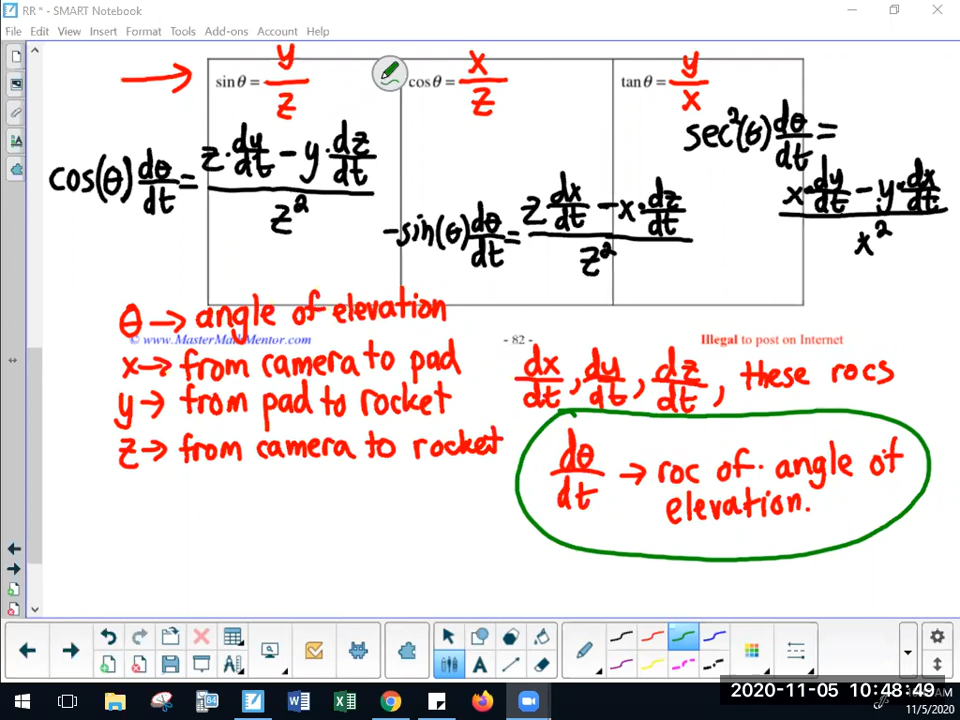 RR * - SMART Notebook
File Edit View Insert Format Tools Add-ons Account Help
sin θ = y/z
cos θ = x/z
tan θ = y/x
cos(θ) dθ/dt = (z · dy/dt − y · dz/dt) / z²
−sin(θ) dθ/dt = (z dx/dt − x · dz/dt) / z²
sec²(θ) dθ/dt =
(x · dy/dt − y · dx/dt) / x²
θ → angle of elevation
© www.MasterMathMentor.com - 82 - Illegal to post on Internet
x → from camera to pad
y → from pad to rocket
z → from camera to rocket
dx/dt, dy/dt, dz/dt, these rocs
dθ/dt → roc of angle of
elevation.
2020-11-05 10:48:49
11/5/2020